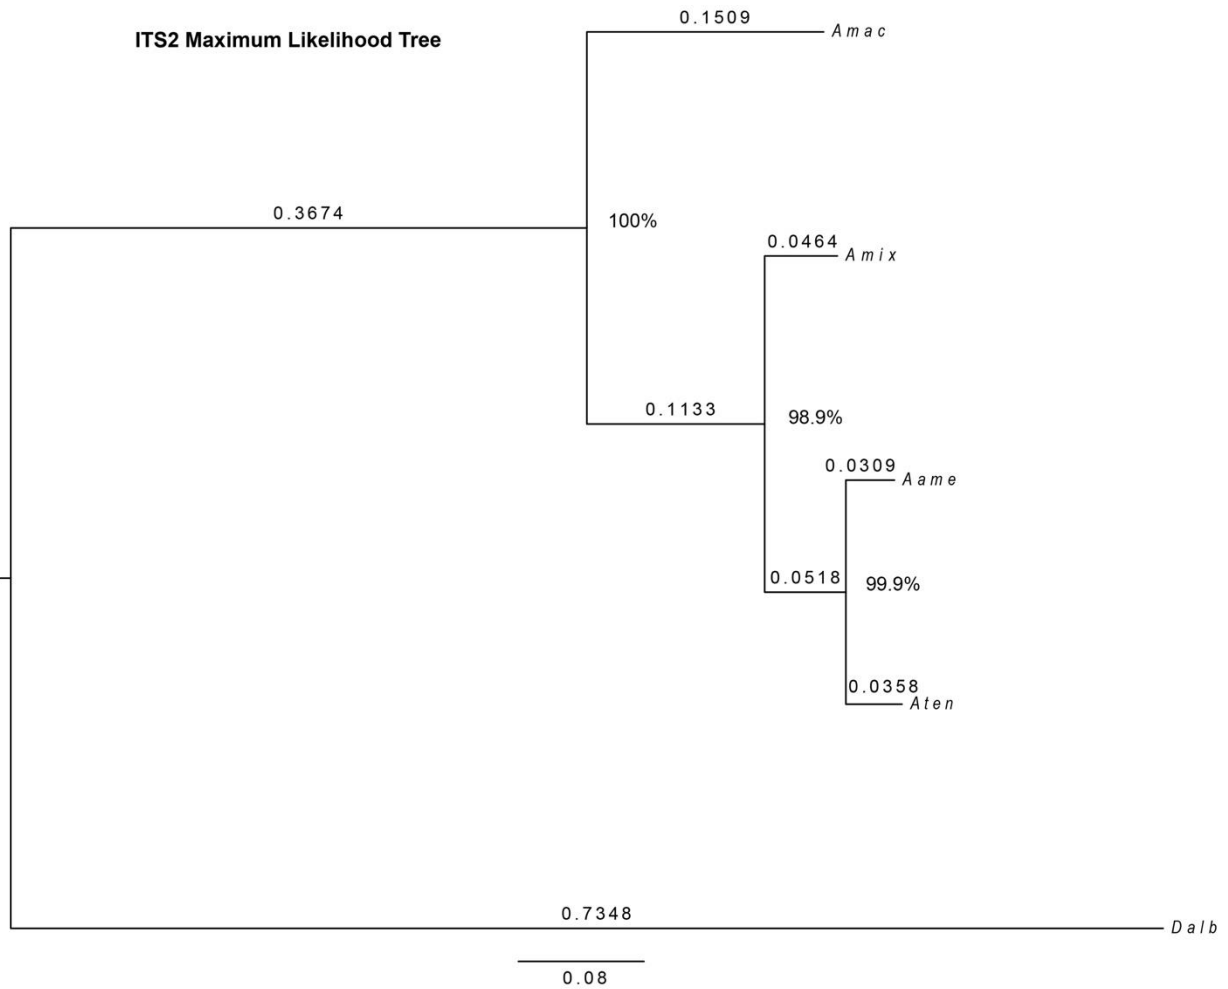 ITS2 Maximum Likelihood Tree
0.1509
Amac
0.3674
100%
0.0464
Amix
0.1133
98.9%
0.0309
Aame
0.0518
99.9%
0.0358
Aten
0.7348
Dalb
0.08